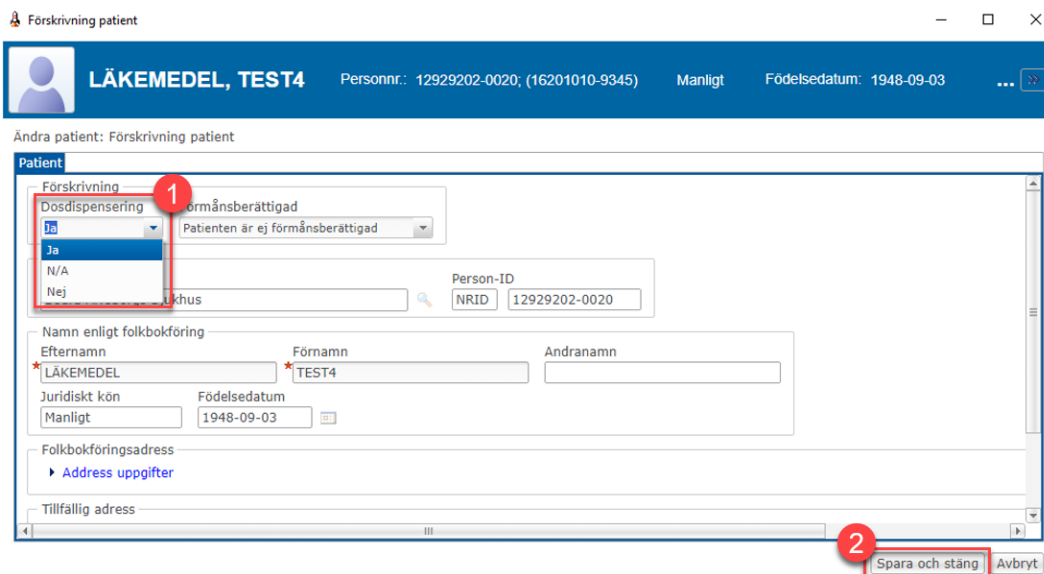 Förskrivning patient
LÄKEMEDEL, TEST4 Personnr.: 12929202-0020; (16201010-9345) Manligt Födelsedatum: 1948-09-03 ...
Ändra patient: Förskrivning patient
Patient
Förskrivning
1
Dosdispensering örmånsberättigad
Ja Patienten är ej förmånsberättigad
Ja
N/A
Nej
Person-ID
ukhus NRID 12929202-0020
Namn enligt folkbokföring
Efternamn Förnamn Andranamn
* LÄKEMEDEL * TEST4
Juridiskt kön Födelsedatum
Manligt 1948-09-03
Folkbokföringsadress
Address uppgifter
Tillfällig adress
2
Spara och stäng Avbryt